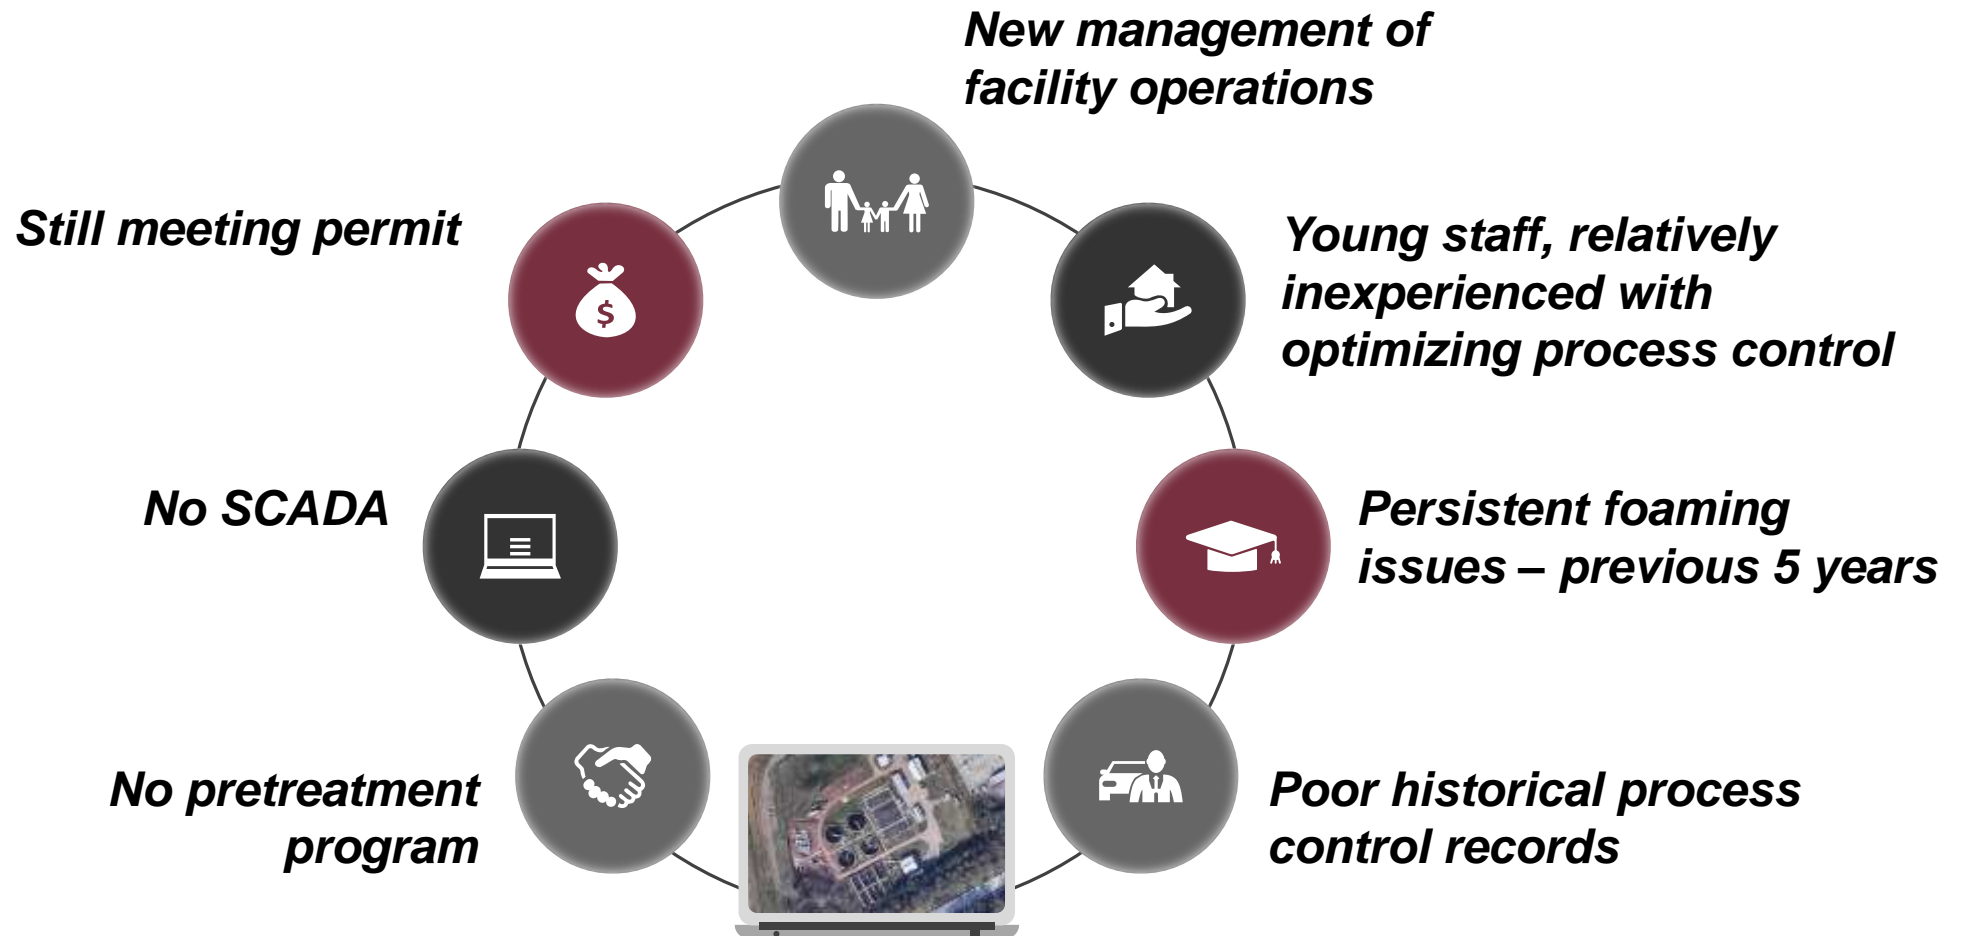 New management of
facility operations
Young staff, relatively
inexperienced with
optimizing process control
Persistent foaming
issues – previous 5 years
Poor historical process
control records
No pretreatment
program
No SCADA
Still meeting permit
$